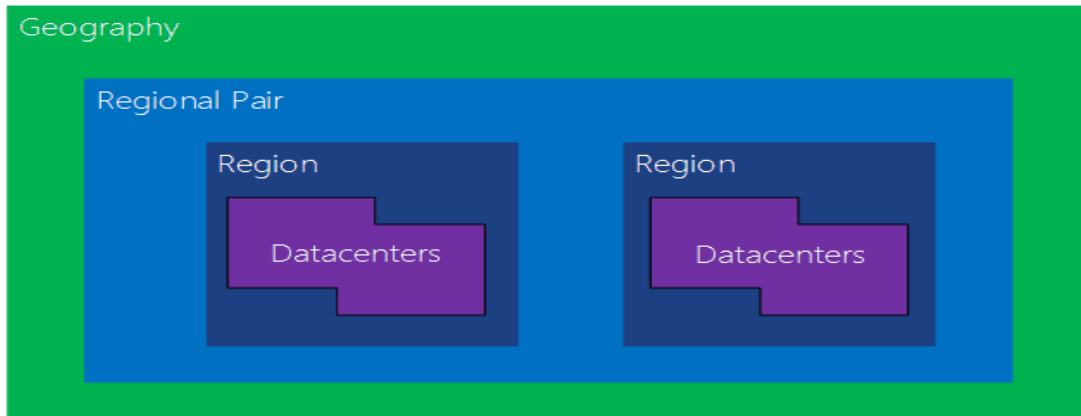 Geography
Regional Pair
Region
Region
Datacenters
Datacenters